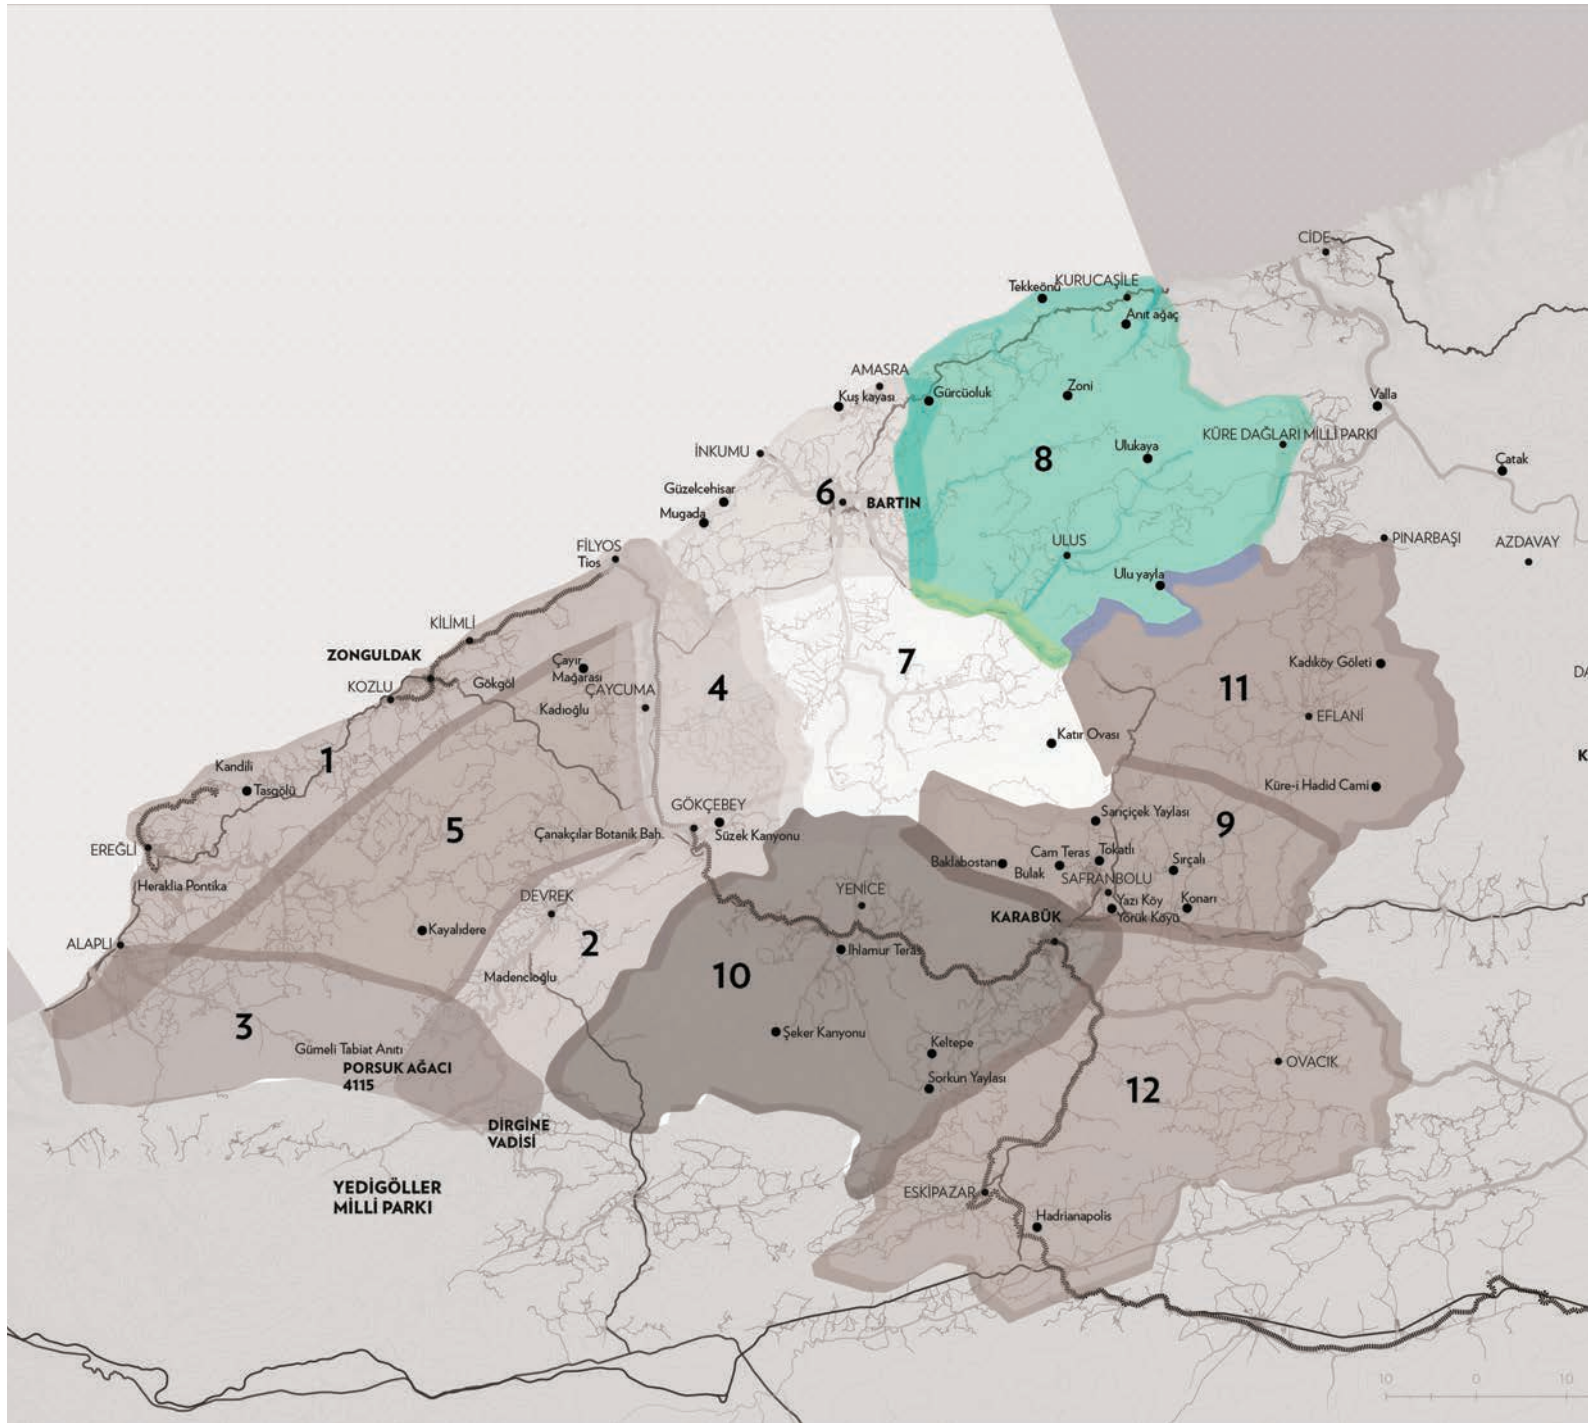 CİDE
KURUCAŞİLE
Tekkeönü
Anıt ağaç
AMASRA
Kuş kayası
Gürcüoluk
Zoni
Valla
KÜRE DAĞLARI MİLLİ PARKI
İNKUMU
8
Ulukaya
Çatak
Güzelcehisar
6
BARTIN
Mugada
FİLYOS
Tios
ULUS
PINARBAŞI
AZDAVAY
Ulu yayla
KİLİMLİ
ZONGULDAK
Çayır
Mağarası
7
Kadıköy Göleti
KOZLU
Gökgöl
ÇAYCUMA
4
11
DA
Kadıoğlu
EFLANİ
Katır Ovası
1
K
Kandili
Tasgölü
Küre-i Hadid Cami
GÖKÇEBEY
Sarıçiçek Yaylası
5
Çanakçılar Botanik Bah.
Süzek Kanyonu
9
EREĞLİ
Cam Teras
Tokatlı
Baklabostan
Bulak
Sırçalı
Heraklia Pontika
SAFRANBOLU
YENİCE
DEVREK
Yazı Köy
Konarı
KARABÜK
Yörük Köyü
Kayalıdere
ALAPLI
2
Ihlamur Teras
Madencioğlu
10
3
Şeker Kanyonu
Gümeli Tabiat Anıtı
PORSUK AĞACI
4115
Keltepe
OVACIK
Sorkun Yaylası
12
DİRGİNE
VADİSİ
YEDİGÖLLER
MİLLİ PARKI
ESKİPAZAR
Hadrianapolis
10 0 10